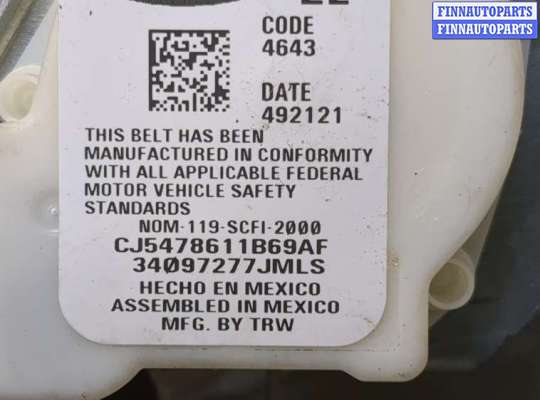 FINNAUTOPARTS
FINNAUTOPARTS
CODE
4643
DATE
492121
THIS BELT HAS BEEN
MANUFACTURED IN CONFORMITY
WITH ALL APPLICABLE FEDERAL
MOTOR VEHICLE SAFETY
STANDARDS
NOM-119-SCFI-2000
CJ5478611B69AF
34097277JMLS
HECHO EN MEXICO
ASSEMBLED IN MEXICO
MFG. BY TRW